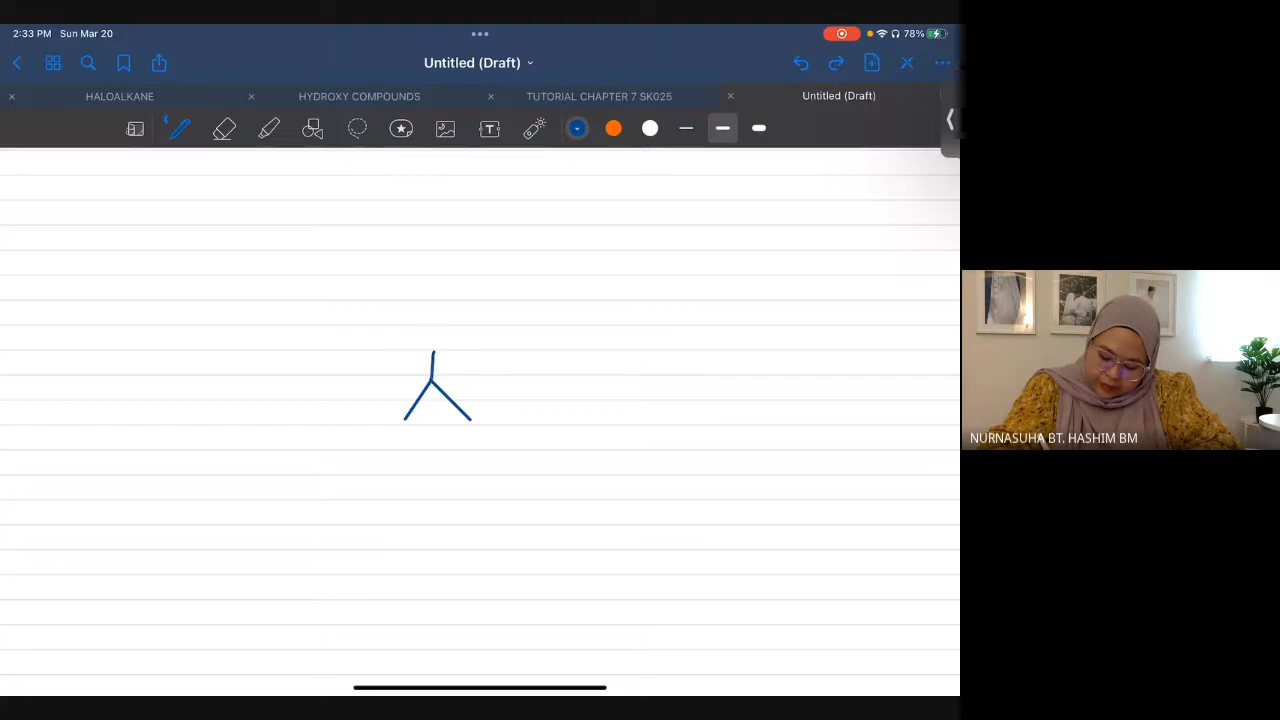 2:33 PM Sun Mar 20
78%
Untitled (Draft)
HALOALKANE
HYDROXY COMPOUNDS
TUTORIAL CHAPTER 7 SK025
Untitled (Draft)
T
NURNASUHA BT. HASHIM BM